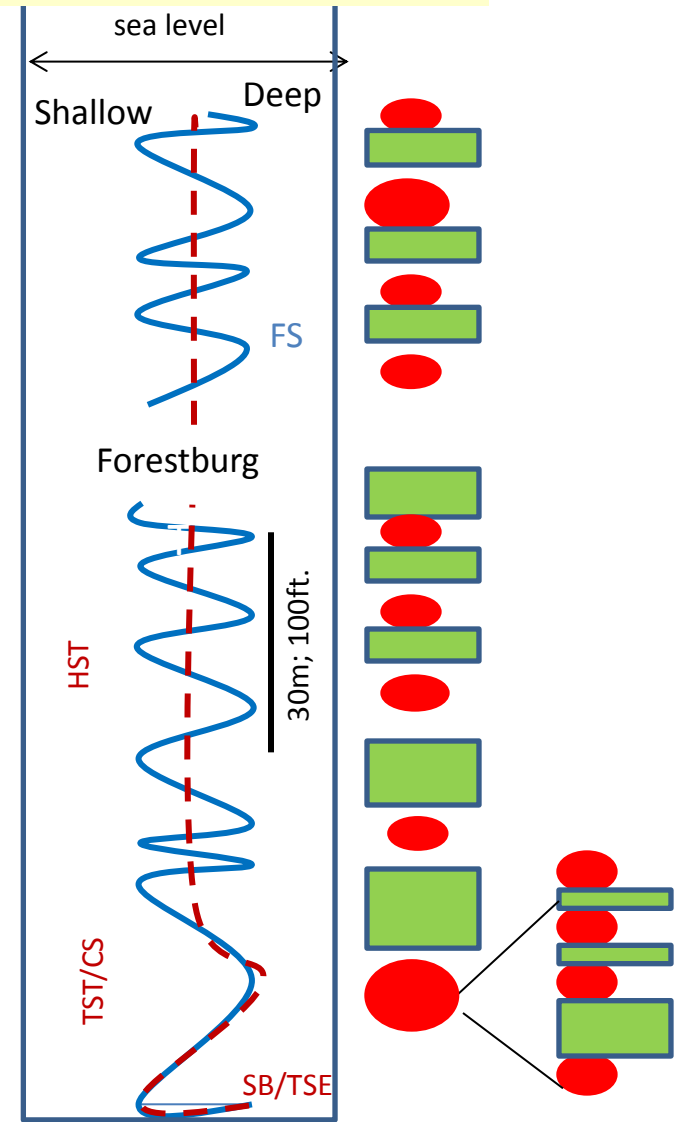 sea level
Shallow
Deep
FS
Forestburg
30m; 100ft.
HST
TST/CS
SB/TSE